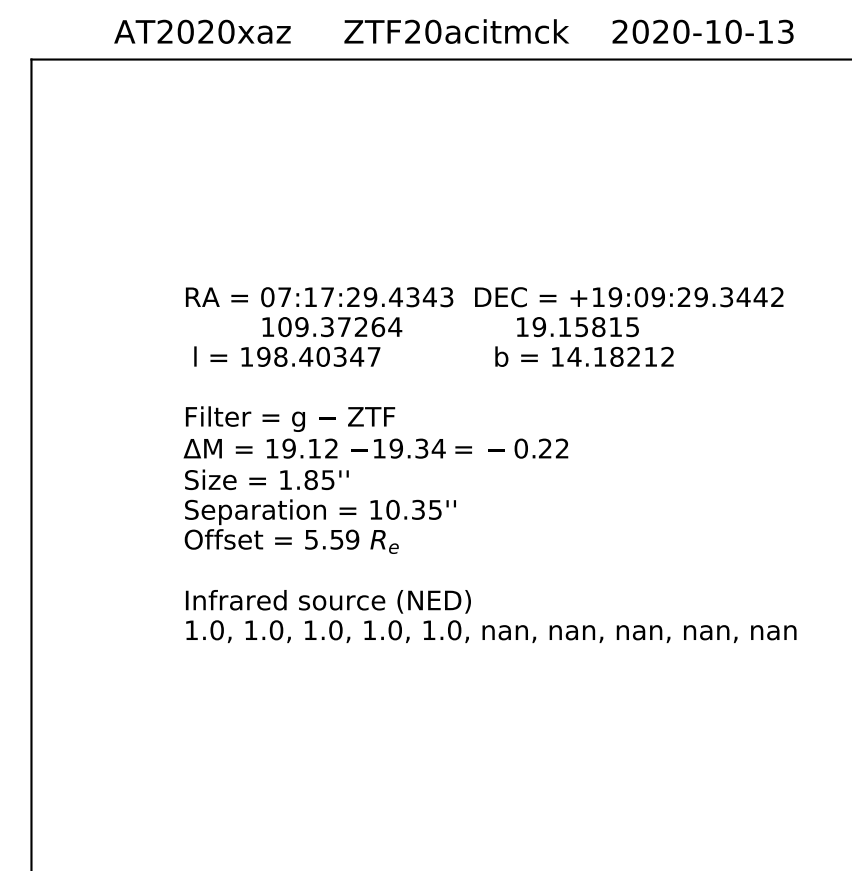 AT2020xaz ZTF20acitmck 2020-10-13
RA = 07:17:29.4343 DEC = +19:09:29.3442
109.37264 19.15815
l = 198.40347 b = 14.18212
Filter = g − ZTF
ΔM = 19.12 −19.34 = − 0.22
Size = 1.85''
Separation = 10.35''
Offset = 5.59 Re
Infrared source (NED)
1.0, 1.0, 1.0, 1.0, 1.0, nan, nan, nan, nan, nan